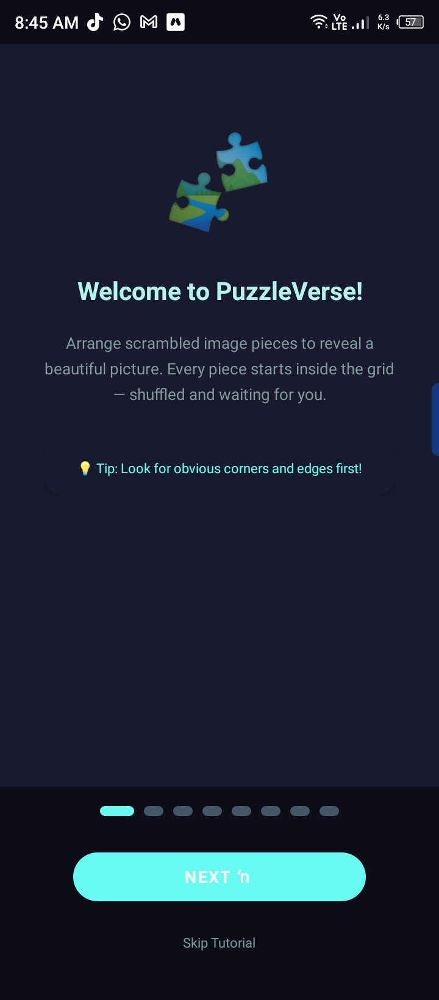 8:45 AM
Vo LTE
6.3 K/s
57
Welcome to PuzzleVerse!
Arrange scrambled image pieces to reveal a
beautiful picture. Every piece starts inside the grid
— shuffled and waiting for you.
💡 Tip: Look for obvious corners and edges first!
NEXT ŉ
Skip Tutorial